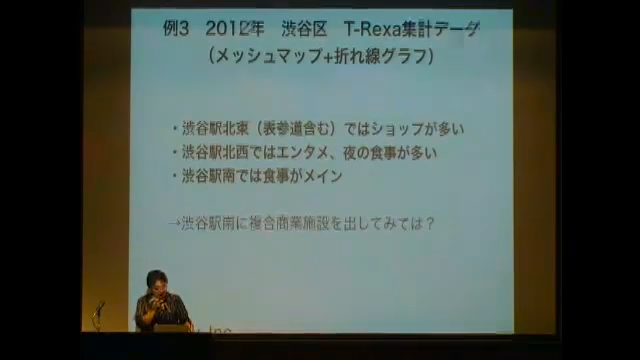 例3 2012年 渋谷区 T-Rexa集計データ
（メッシュマップ+折れ線グラフ）
・渋谷駅北東（表参道含む）ではショップが多い
・渋谷駅北西ではエンタメ、夜の食事が多い
・渋谷駅南では食事がメイン
→渋谷駅南に複合商業施設を出してみては？
Inc